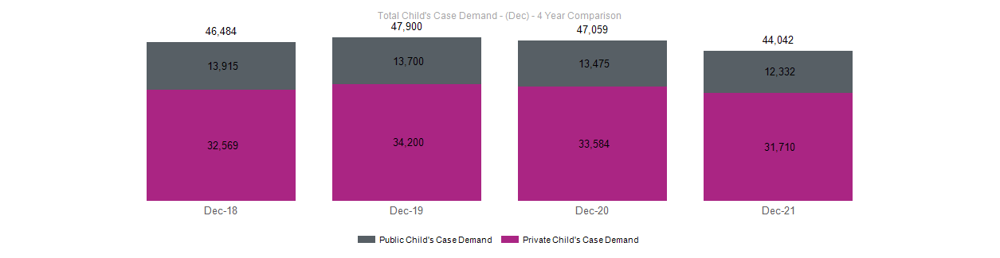 Total Child's Case Demand - (Dec) - 4 Year Comparison
46,484 47,900 47,059 44,042
13,915 13,700 13,475 12,332
32,569 34,200 33,584 31,710
Dec-18 Dec-19 Dec-20 Dec-21
Public Child's Case Demand Private Child's Case Demand